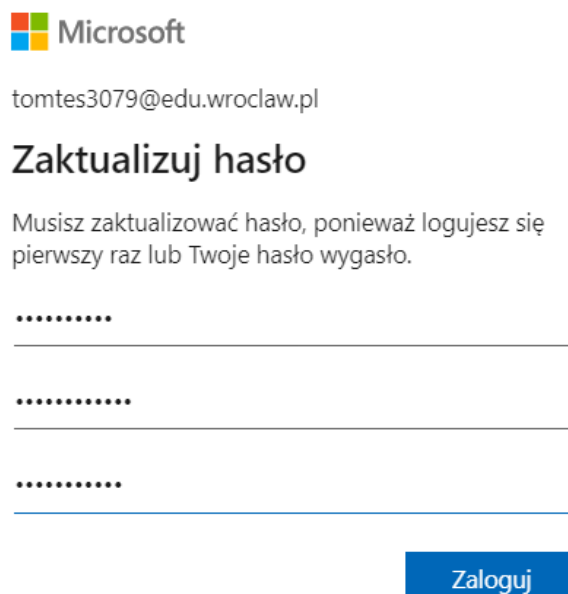 Microsoft
tomtes3079@edu.wroclaw.pl
Zaktualizuj hasło
Musisz zaktualizować hasło, ponieważ logujesz się
pierwszy raz lub Twoje hasło wygasło.
••••••••••
••••••••••••
•••••••••••
Zaloguj